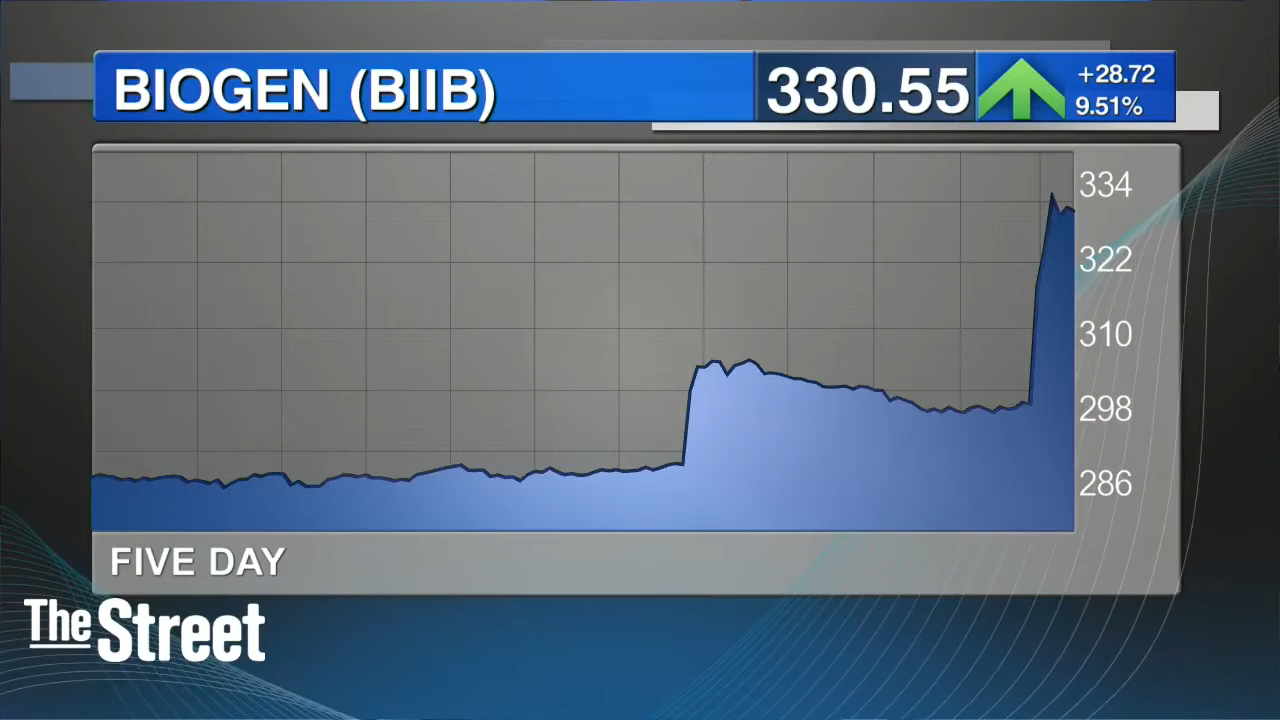 BIOGEN (BIIB)
330.55
+28.72
9.51%
334
322
310
298
286
FIVE DAY
The Street